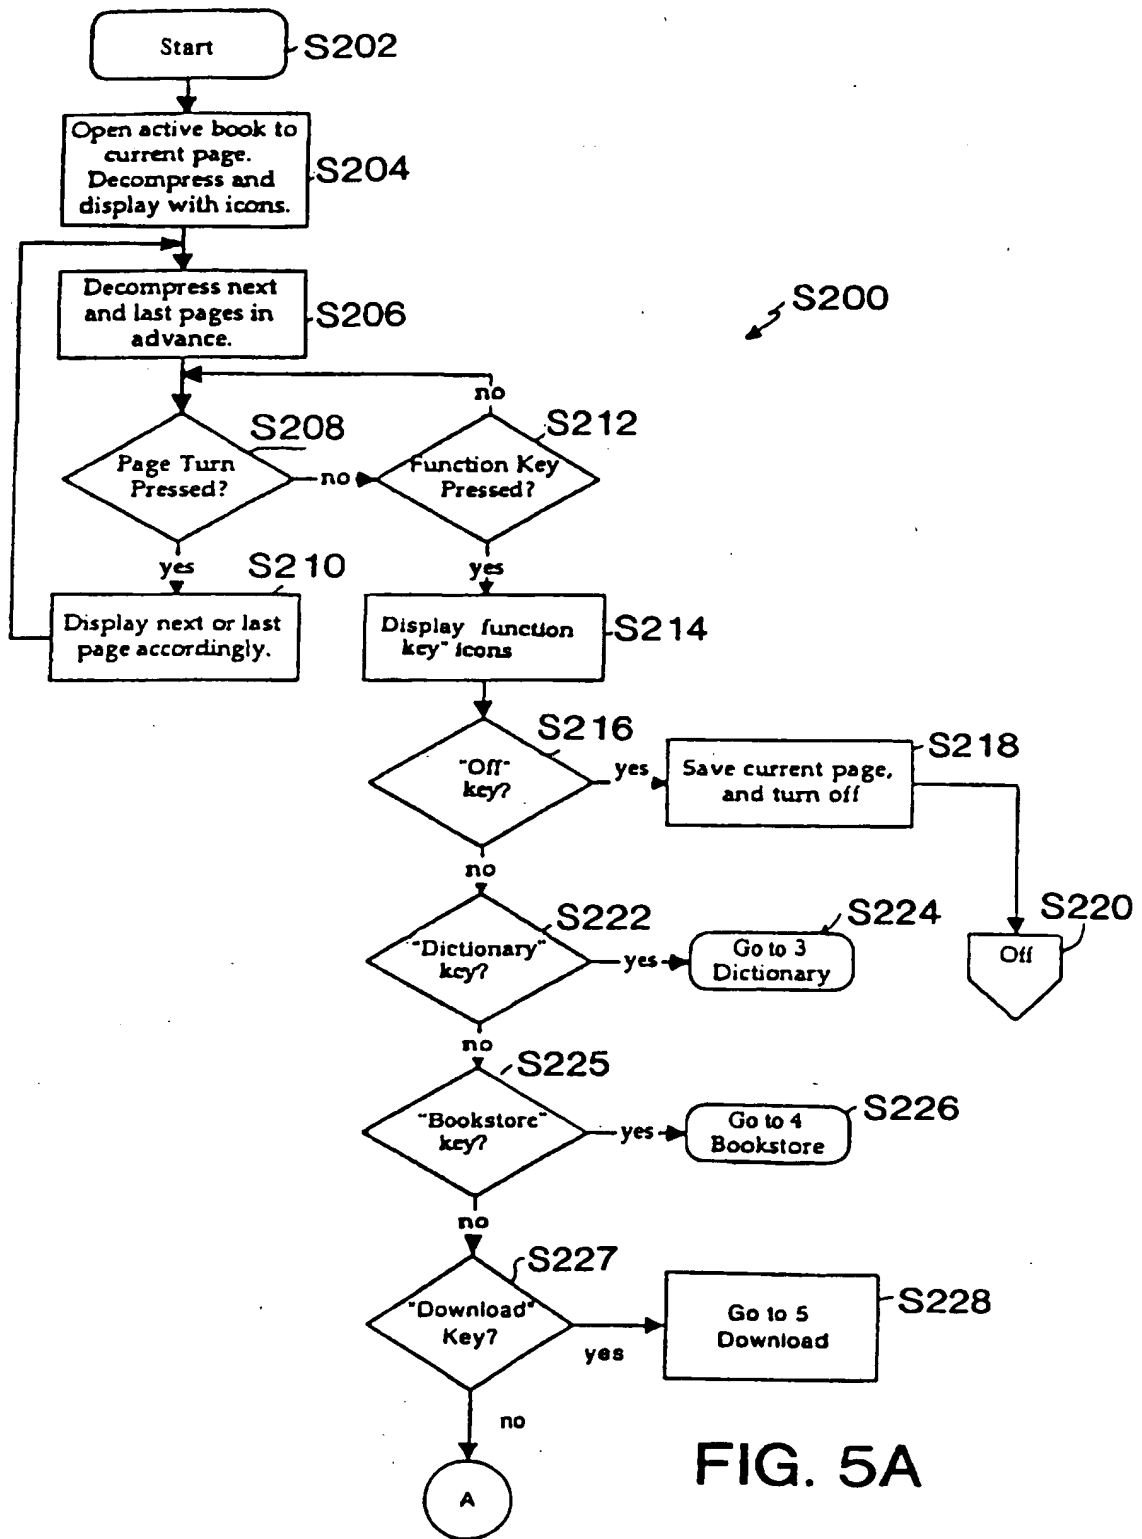 Start
S202
Open active book to
current page.
Decompress and
display with icons.
S204
Decompress next
and last pages in
advance.
S206
S200
no
S208
S212
Page Turn
Pressed?
no
Function Key
Pressed?
yes
S210
yes
Display next or last
page accordingly.
Display function
key" icons
S214
S216
"Off"
key?
yes
Save current page,
and turn off
S218
no
S222
"Dictionary"
key?
yes
Go to 3
Dictionary
S224
S220
Off
no
S225
"Bookstore"
key?
yes
Go to 4
Bookstore
S226
no
S227
"Download"
Key?
yes
Go to 5
Download
S228
no
A
FIG. 5A